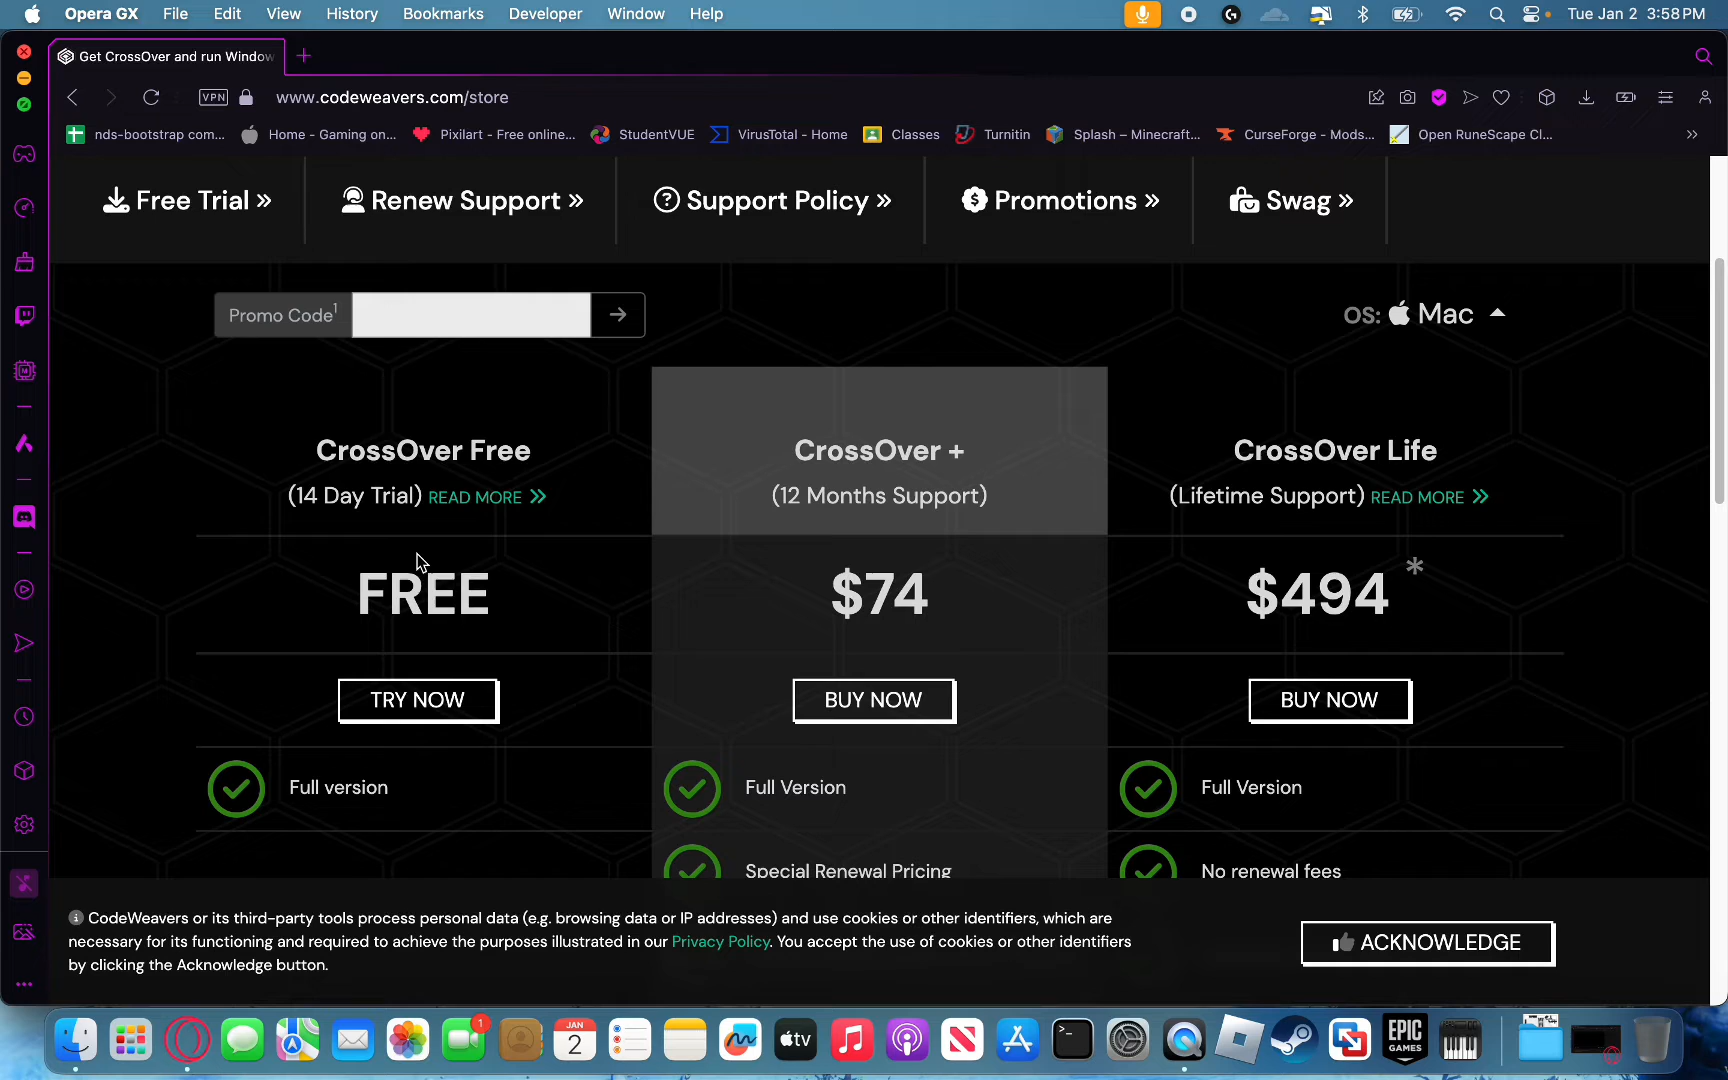 Opera GX File Edit View History Bookmarks Developer Window Help Tue Jan 2 3:58 PM
Get CrossOver and run Window
VPN www.codeweavers.com/store
nds-bootstrap com... Home - Gaming on... Pixilart - Free online... StudentVUE VirusTotal - Home Classes Turnitin Splash – Minecraft... CurseForge - Mods... Open RuneScape Cl...
Free Trial » Renew Support » Support Policy » Promotions » Swag »
Promo Code1 OS: Mac
CrossOver Free CrossOver + CrossOver Life
(14 Day Trial) READ MORE » (12 Months Support) (Lifetime Support) READ MORE »
FREE $74 $494 *
TRY NOW BUY NOW BUY NOW
Full version Full Version Full Version
Special Renewal Pricing No renewal fees
CodeWeavers or its third-party tools process personal data (e.g. browsing data or IP addresses) and use cookies or other identifiers, which are
necessary for its functioning and required to achieve the purposes illustrated in our Privacy Policy. You accept the use of cookies or other identifiers
by clicking the Acknowledge button.
ACKNOWLEDGE
1
JAN
2
tv
EPIC
GAMES